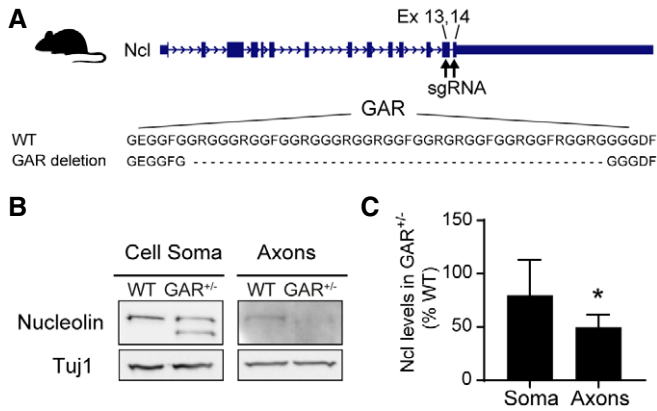 A
Ex 13,14
Ncl
sgRNA
GAR
WT GEGGFGGRGGGRGGFGGRGGGRGGRGGFGGRGRGGFGGRGGFRGGRGGGGDF
GAR deletion GEGGFG GGGDF
B
Cell Soma Axons
WT GAR+/- WT GAR+/-
Nucleolin
Tuj1
C
Ncl levels in GAR+/-
(% WT)
150
100
50
0
*
Soma Axons